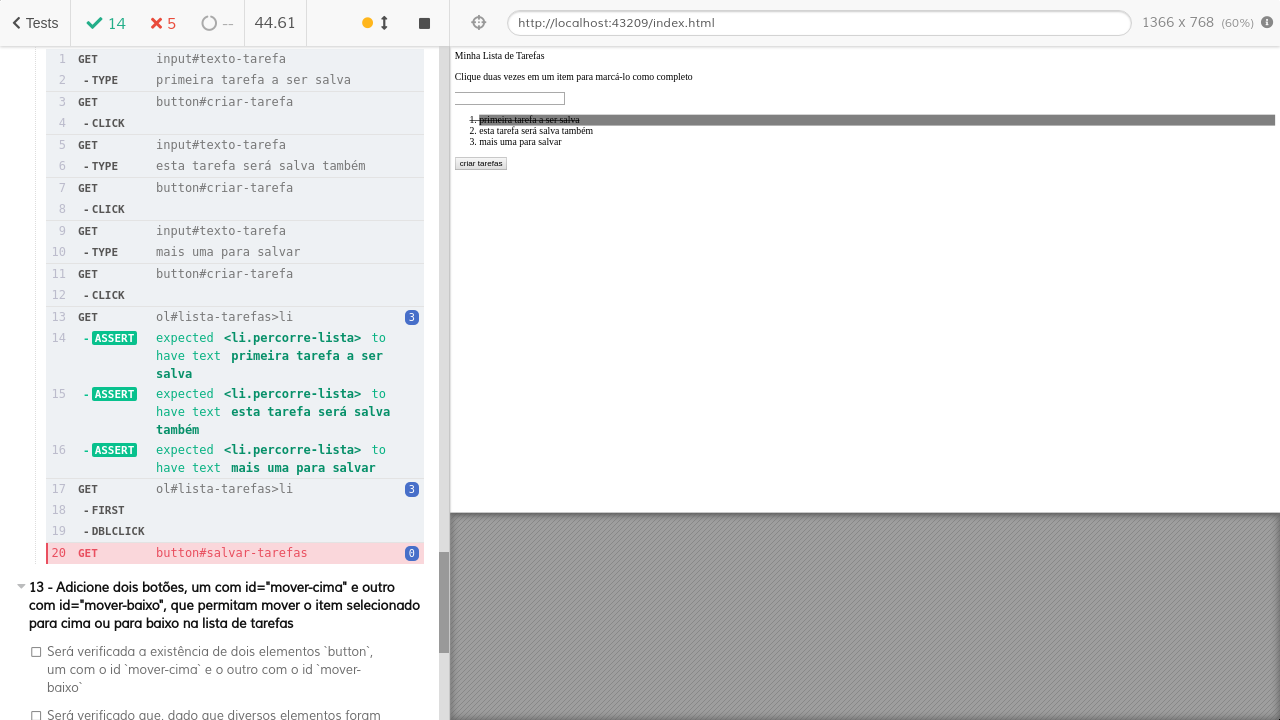 Tests 14 5 -- 44.61 http://localhost:43209/index.html 1366 x 768 (60%)
1 GET input#texto-tarefa
2 - TYPE primeira tarefa a ser salva
3 GET button#criar-tarefa
4 - CLICK
5 GET input#texto-tarefa
6 - TYPE esta tarefa será salva também
7 GET button#criar-tarefa
8 - CLICK
9 GET input#texto-tarefa
10 - TYPE mais uma para salvar
11 GET button#criar-tarefa
12 - CLICK
13 GET ol#lista-tarefas>li 3
14 - ASSERT expected <li.percorre-lista> to
have text primeira tarefa a ser
salva
15 - ASSERT expected <li.percorre-lista> to
have text esta tarefa será salva
também
16 - ASSERT expected <li.percorre-lista> to
have text mais uma para salvar
17 GET ol#lista-tarefas>li 3
18 - FIRST
19 - DBLCLICK
20 GET button#salvar-tarefas 0
13 - Adicione dois botões, um com id="mover-cima" e outro
com id="mover-baixo", que permitam mover o item selecionado
para cima ou para baixo na lista de tarefas
Será verificada a existência de dois elementos `button`,
um com o id `mover-cima` e o outro com o id `mover-
baixo`
Será verificado que, dado que diversos elementos foram
Minha Lista de Tarefas
Clique duas vezes em um item para marcá-lo como completo
1. primeira tarefa a ser salva
2. esta tarefa será salva também
3. mais uma para salvar
criar tarefas